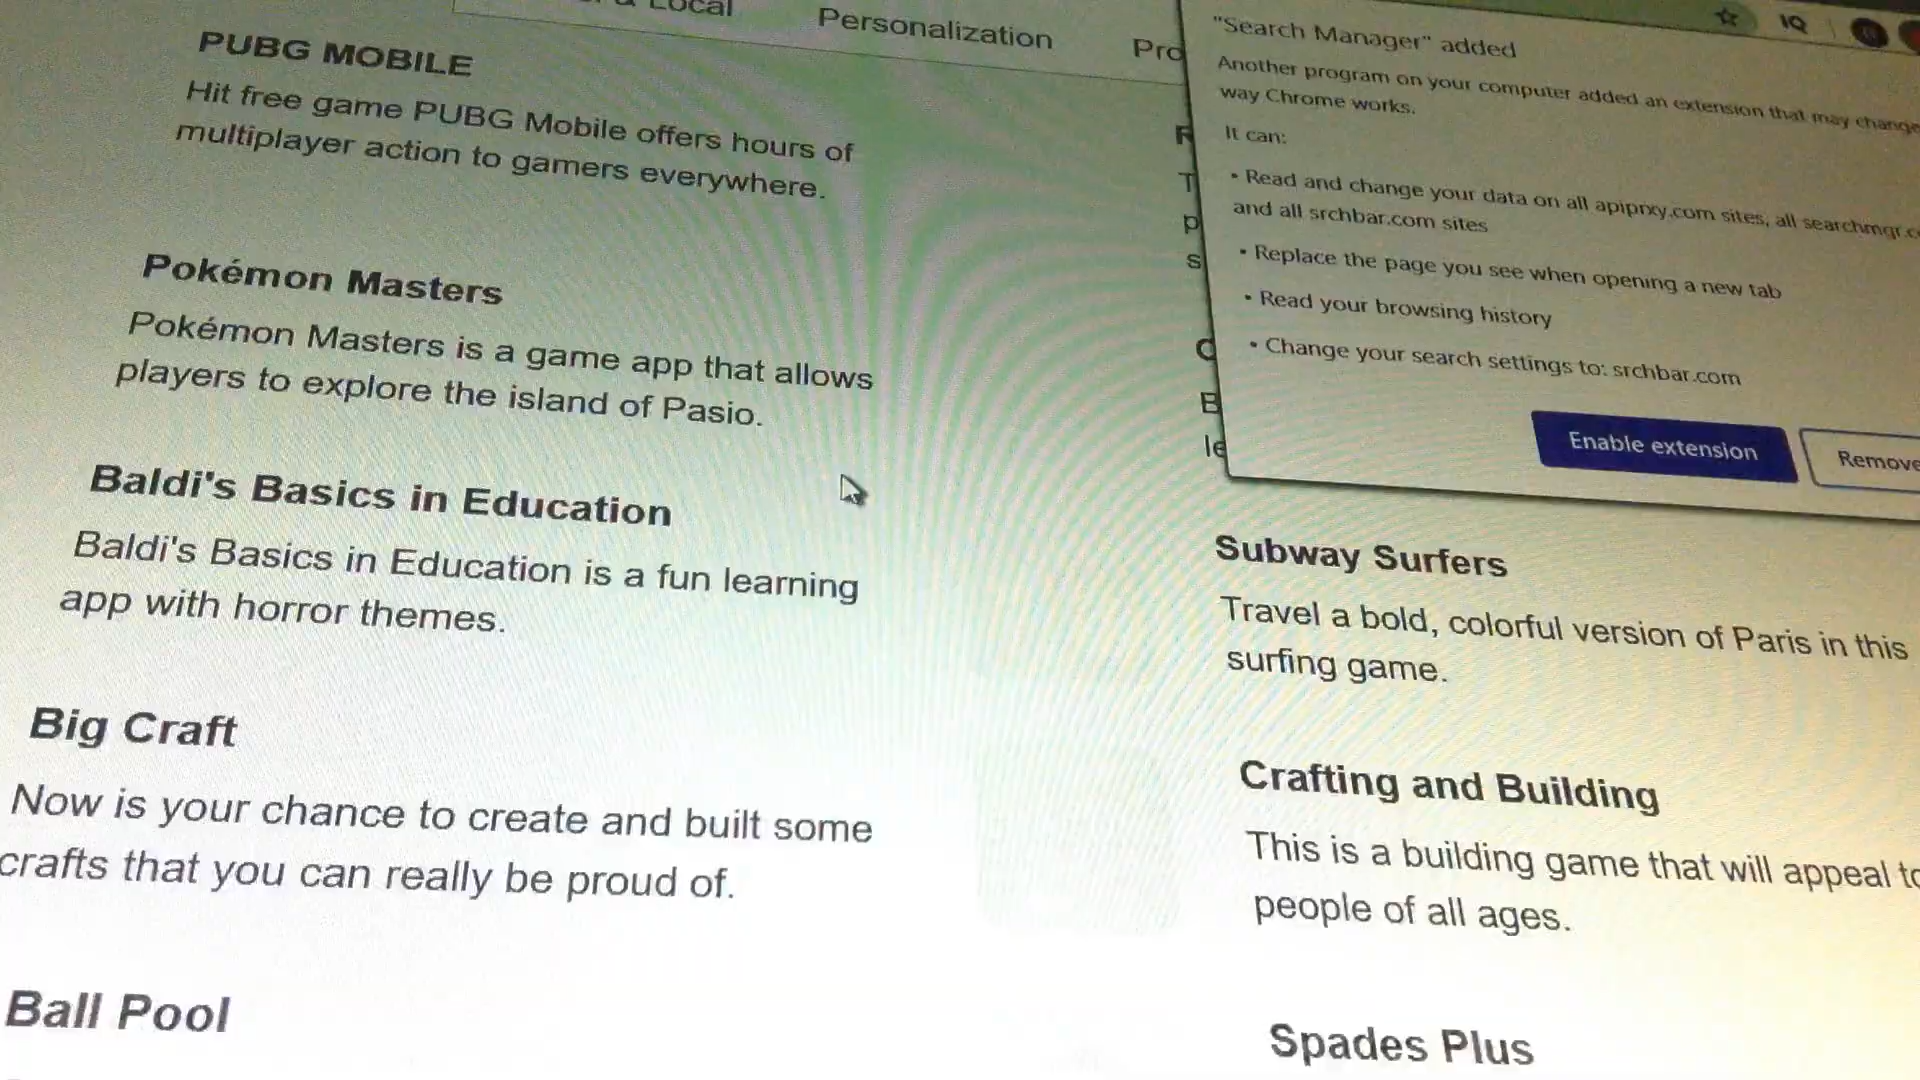 Local
Personalization
PUBG MOBILE
Hit free game PUBG Mobile offers hours of
multiplayer action to gamers everywhere.
Pokémon Masters
Pokémon Masters is a game app that allows
players to explore the island of Pasio.
Baldi's Basics in Education
Baldi's Basics in Education is a fun learning
app with horror themes.
Big Craft
Now is your chance to create and built some
crafts that you can really be proud of.
Ball Pool
IQ
"Search Manager" added
Another program on your computer added an extension that may change
way Chrome works.
It can:
• Read and change your data on all apiprxy.com sites, all searchmgr.c
and all srchbar.com sites
• Replace the page you see when opening a new tab
• Read your browsing history
• Change your search settings to: srchbar.com
Enable extension
Remove
Subway Surfers
Travel a bold, colorful version of Paris in this
surfing game.
Crafting and Building
This is a building game that will appeal to
people of all ages.
Spades Plus